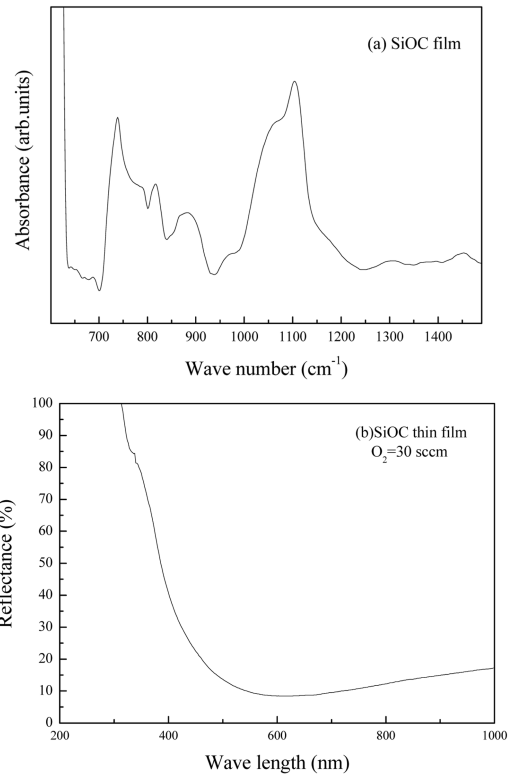 (a) SiOC film
Absorbance (arb.units)
700 800 900 1000 1100 1200 1300 1400
Wave number (cm⁻¹)
100
90
80
70
60
50
40
30
20
10
0
(b)SiOC thin film
O₂=30 sccm
Reflectance (%)
200 400 600 800 1000
Wave length (nm)